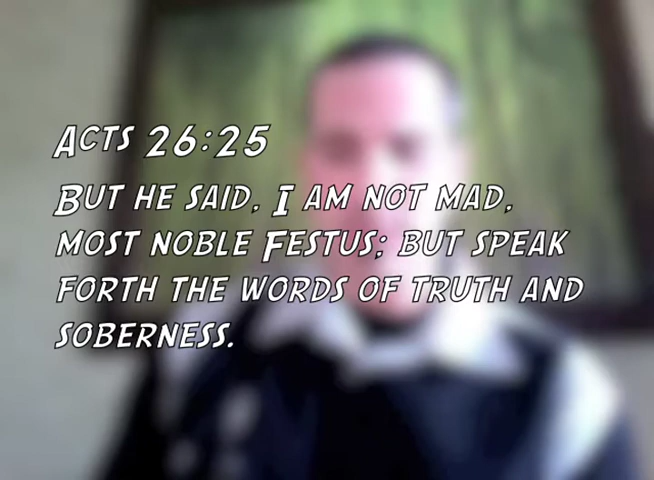 Acts 26:25
But he said, I am not mad,
most noble Festus; but speak
forth the words of truth and
soberness.